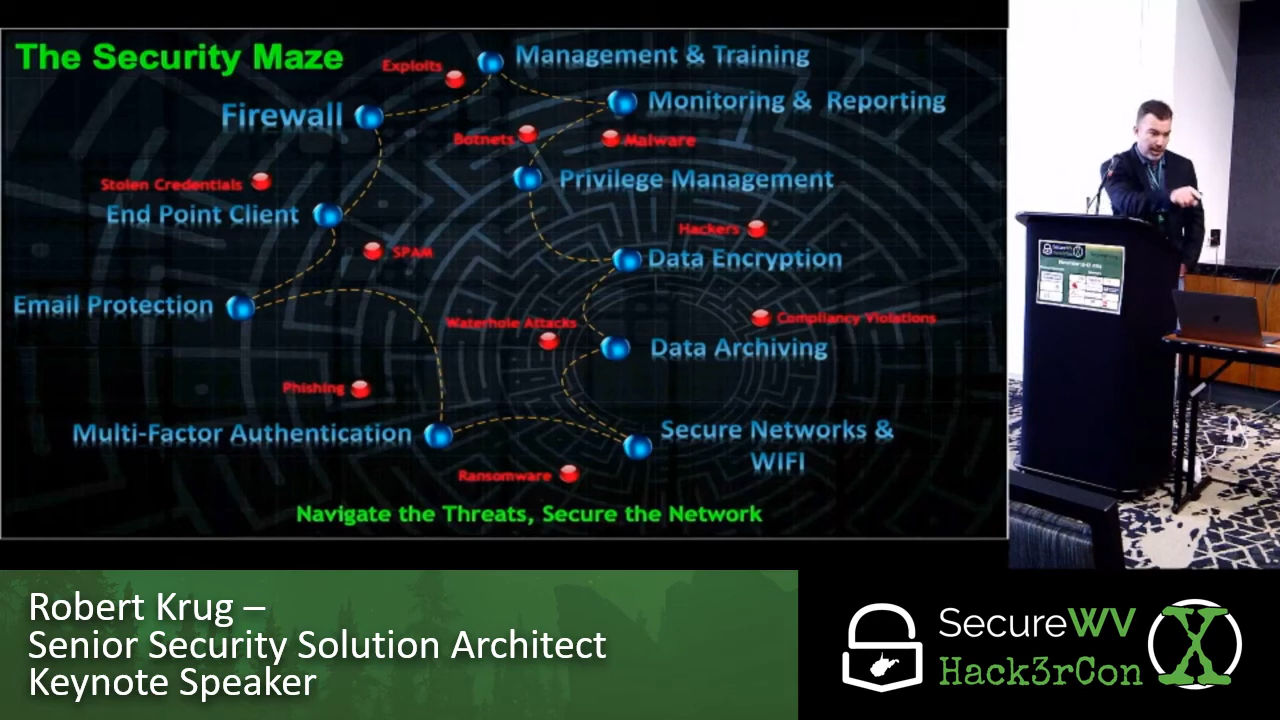 The Security Maze
Management & Training
Exploits
Monitoring & Reporting
Firewall
Botnets
Malware
Privilege Management
Stolen Credentials
End Point Client
Hackers
SPAM
Data Encryption
Email Protection
Waterhole Attacks
Compliancy Violations
Data Archiving
Phishing
Multi-Factor Authentication
Secure Networks &
WIFI
Ransomware
Navigate the Threats, Secure the Network
Robert Krug –
Senior Security Solution Architect
Keynote Speaker
SecureWV
Hack3rCon
X